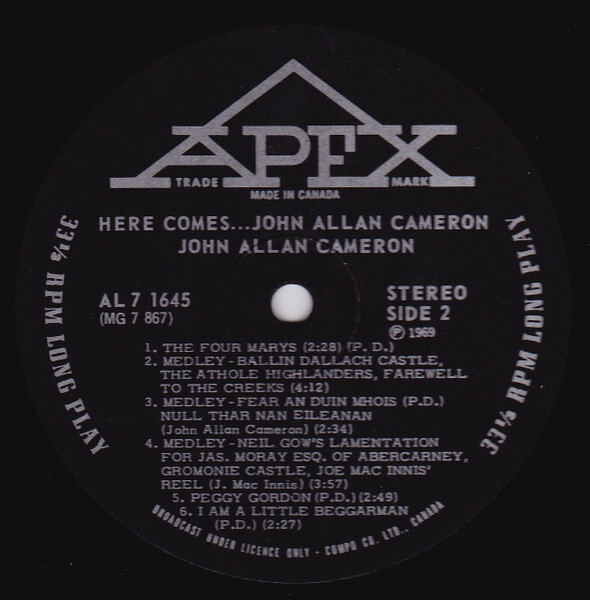 APEX
TRADE MARK
MADE IN CANADA
HERE COMES...JOHN ALLAN CAMERON
JOHN ALLAN CAMERON
AL 7 1645
(MG 7 867)
STEREO
SIDE 2
Ⓟ 1969
1. THE FOUR MARYS (2:28) (P. D.)
2. MEDLEY - BALLIN DALLACH CASTLE,
THE ATHOLE HIGHLANDERS, FAREWELL
TO THE CREEKS (4:12)
3. MEDLEY - FEAR AN DUIN MHOIS (P.D.)
NULL THAR NAN EILEANAN
(John Allan Cameron) (2:34)
4. MEDLEY - NEIL GOW'S LAMENTATION
FOR JAS. MORAY ESQ. OF ABERCARNEY,
GROMONIE CASTLE, JOE MAC INNIS'
REEL (J. Mac Innis) (3:57)
5. PEGGY GORDON (P.D.) (2:49)
6. I AM A LITTLE BEGGARMAN
(P.D.) (2:27)
33⅓ RPM LONG PLAY
33⅓ RPM LONG PLAY
BROADCAST UNDER LICENCE ONLY - COMPO CO. LTD., CANADA